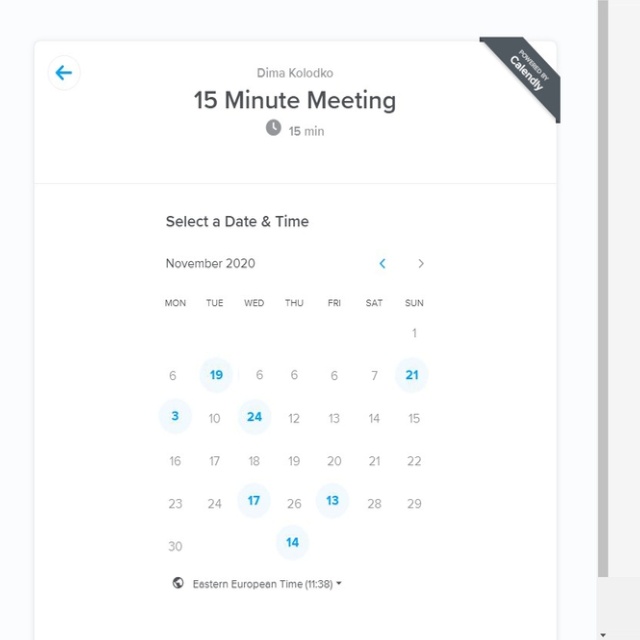 POWERED BY
Calendly
Dima Kolodko
15 Minute Meeting
15 min
Select a Date & Time
November 2020
MON TUE WED THU FRI SAT SUN
1
6 19 6 6 6 7 21
3 10 24 12 13 14 15
16 17 18 19 20 21 22
23 24 17 26 13 28 29
30 14
Eastern European Time (11:38)